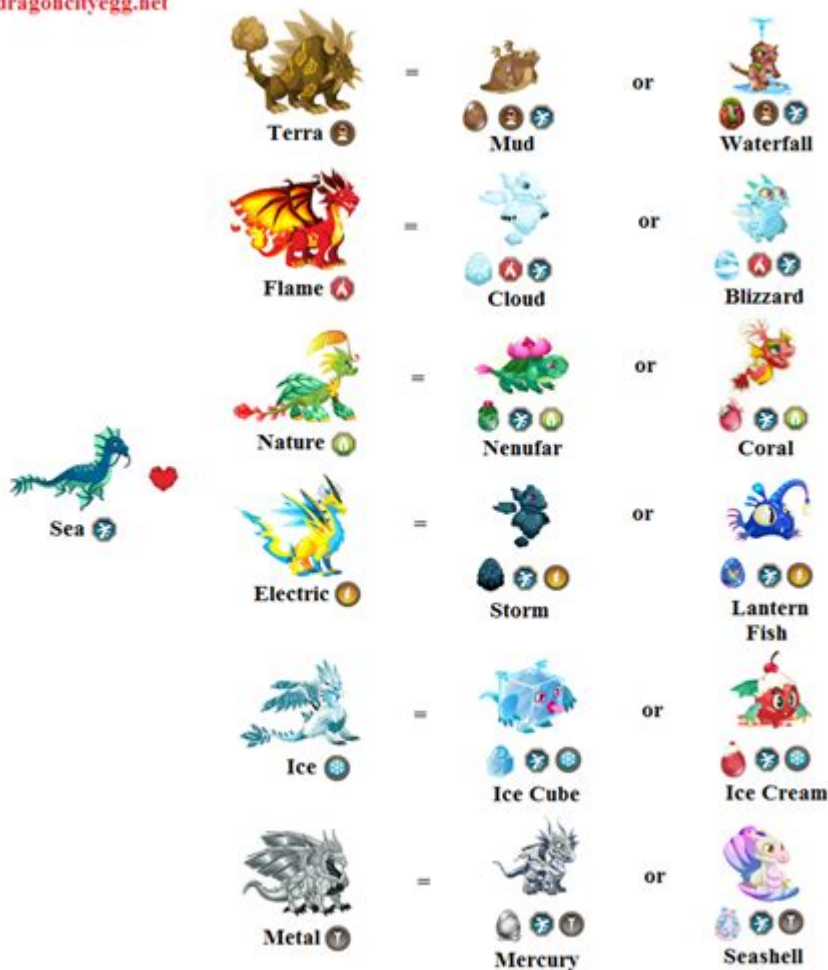 dragoncityegg.net
=
or
Terra
Mud
Waterfall
=
or
Flame
Cloud
Blizzard
=
or
Nature
Nenufar
Coral
Sea
=
or
Electric
Storm
Lantern
Fish
=
or
Ice
Ice Cube
Ice Cream
=
or
Metal
Mercury
Seashell